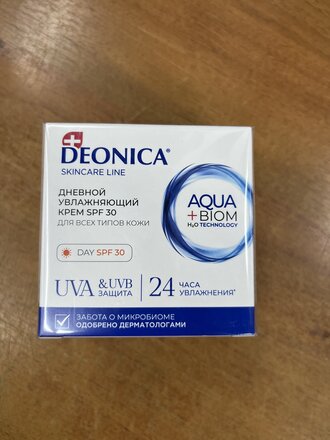 DEONICA®
SKINCARE LINE
ДНЕВНОЙ
УВЛАЖНЯЮЩИЙ
КРЕМ SPF 30
ДЛЯ ВСЕХ ТИПОВ КОЖИ
DAY SPF 30
AQUA
+BIOM
H₂O TECHNOLOGY
UVA & UVB
ЗАЩИТА
24 ЧАСА
УВЛАЖНЕНИЯ*
ЗАБОТА О МИКРОБИОМЕ
ОДОБРЕНО ДЕРМАТОЛОГАМИ